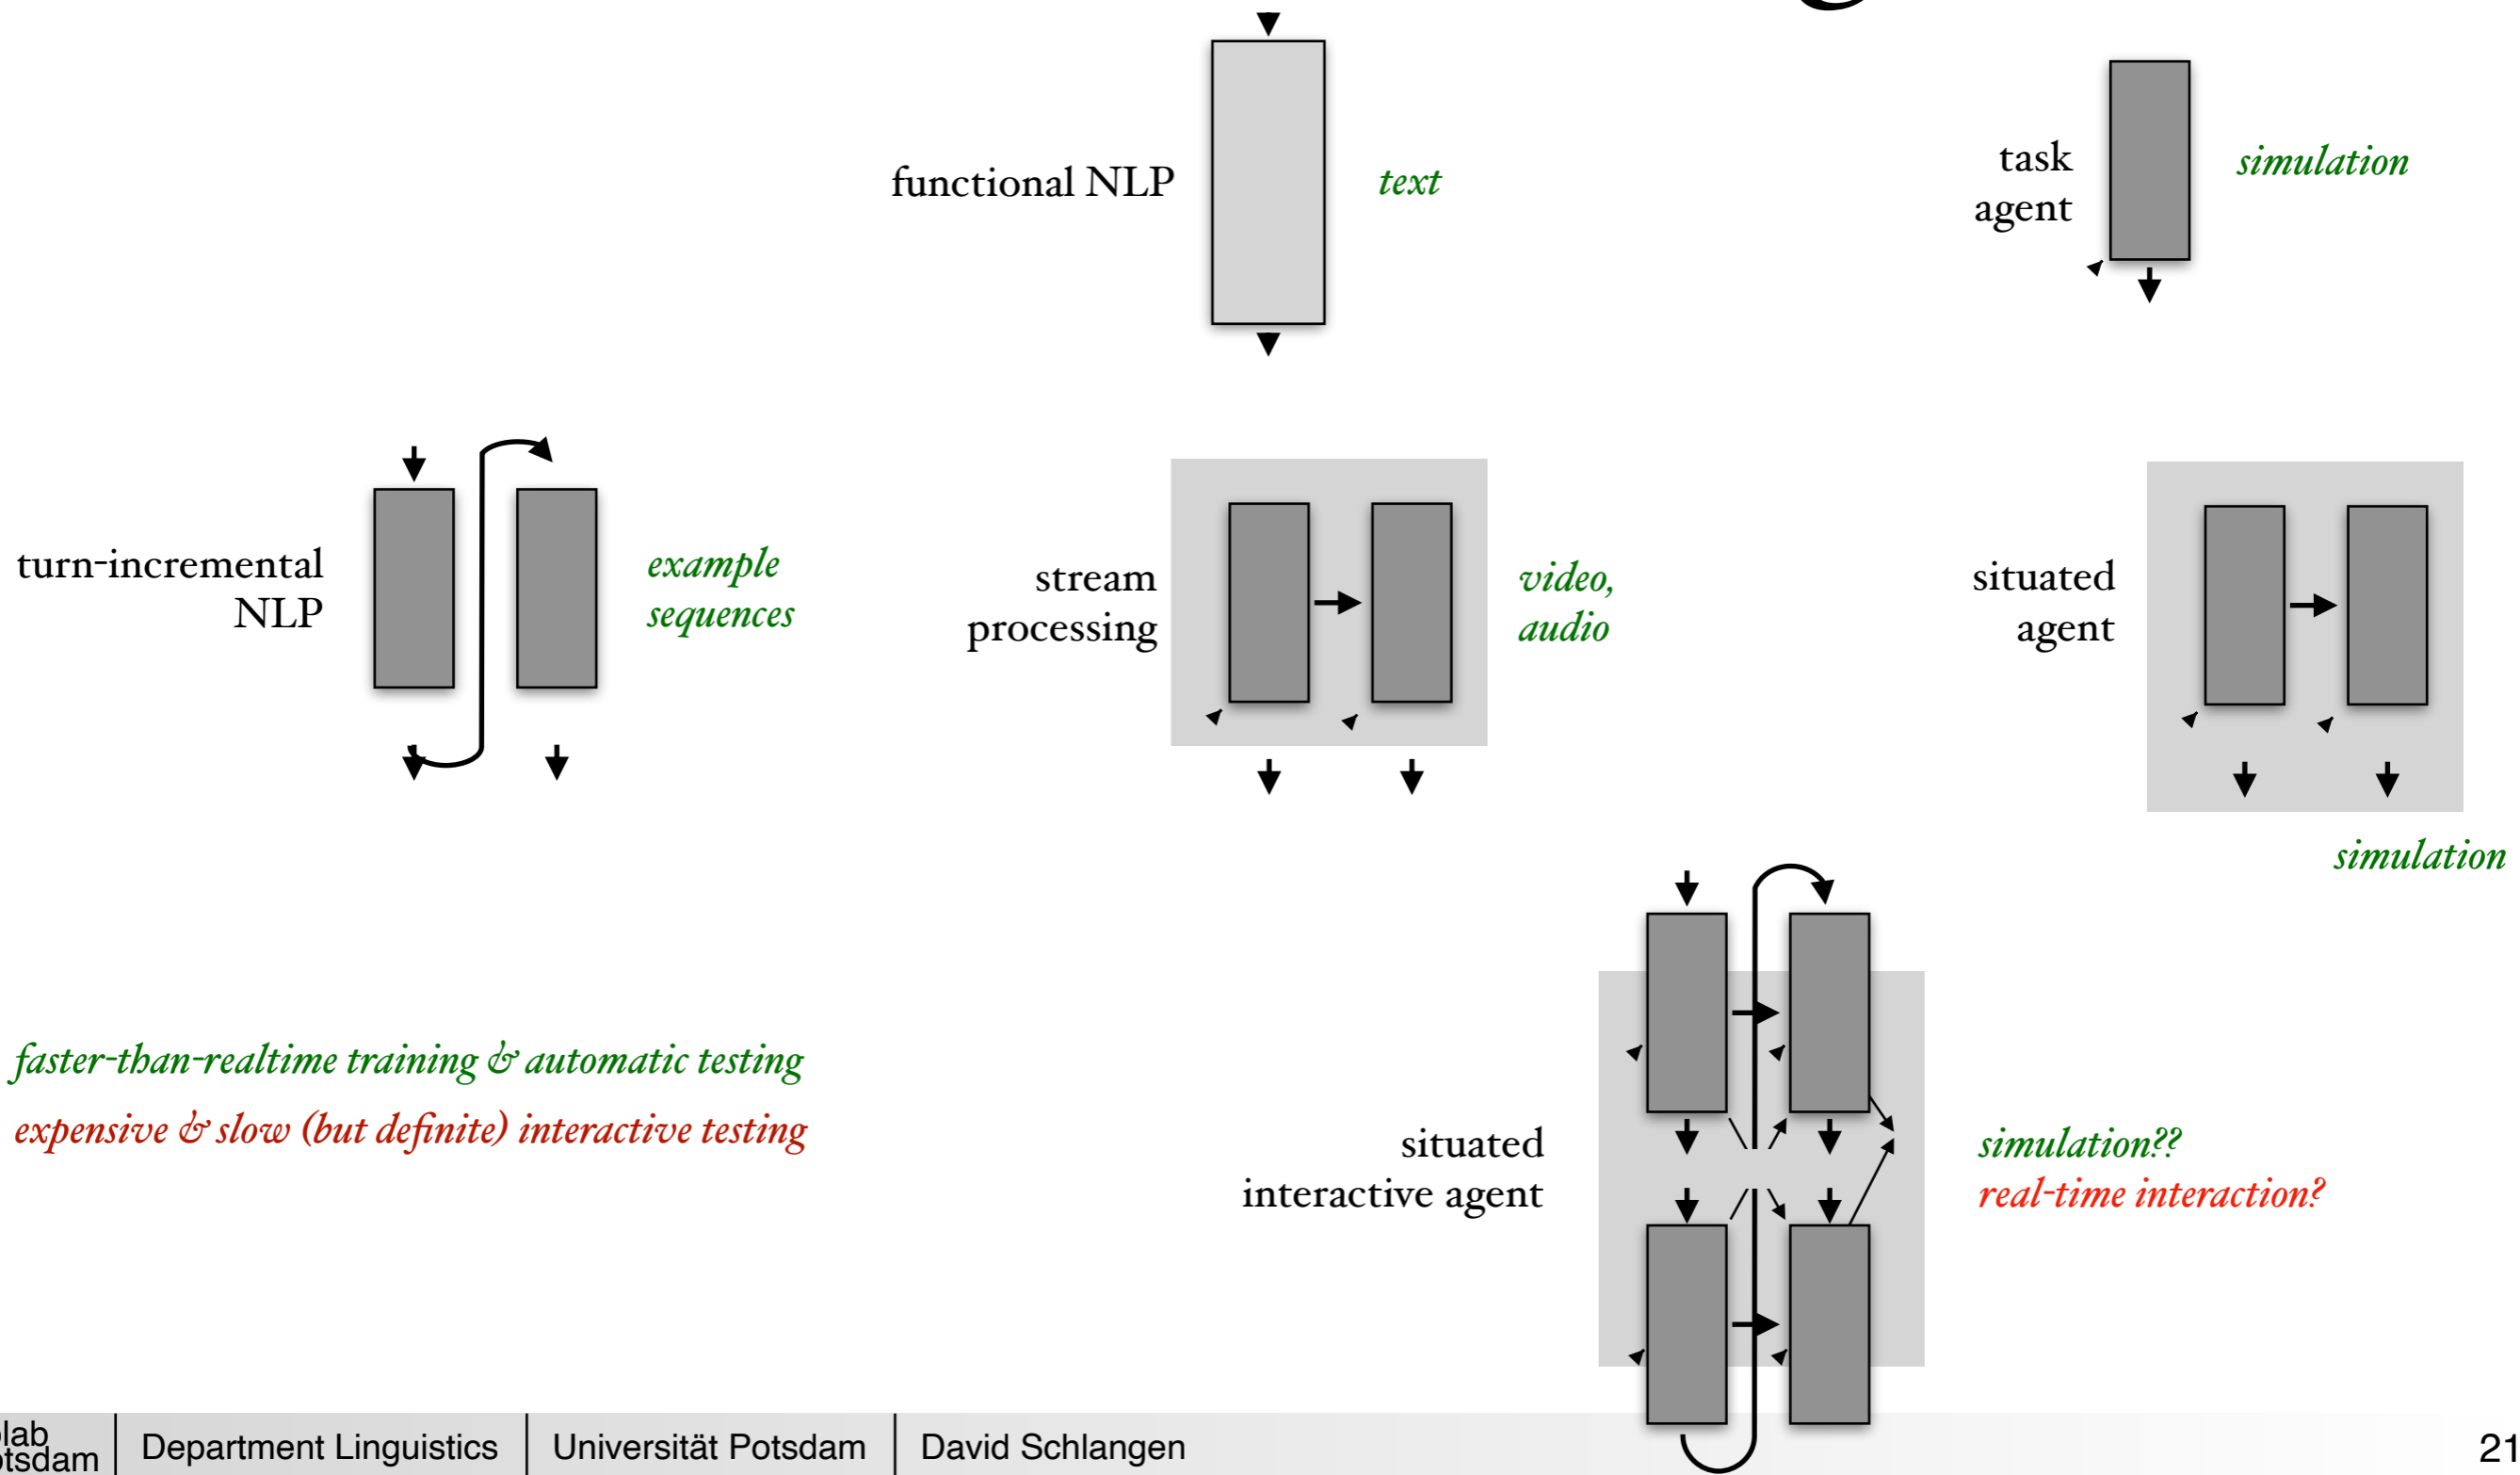 functional NLP
text
task
agent
simulation
turn-incremental
NLP
example
sequences
stream
processing
video,
audio
situated
agent
simulation
faster-than-realtime training & automatic testing
expensive & slow (but definite) interactive testing
situated
interactive agent
simulation??
real-time interaction?
lab
Department Linguistics
Universität Potsdam
David Schlangen
21